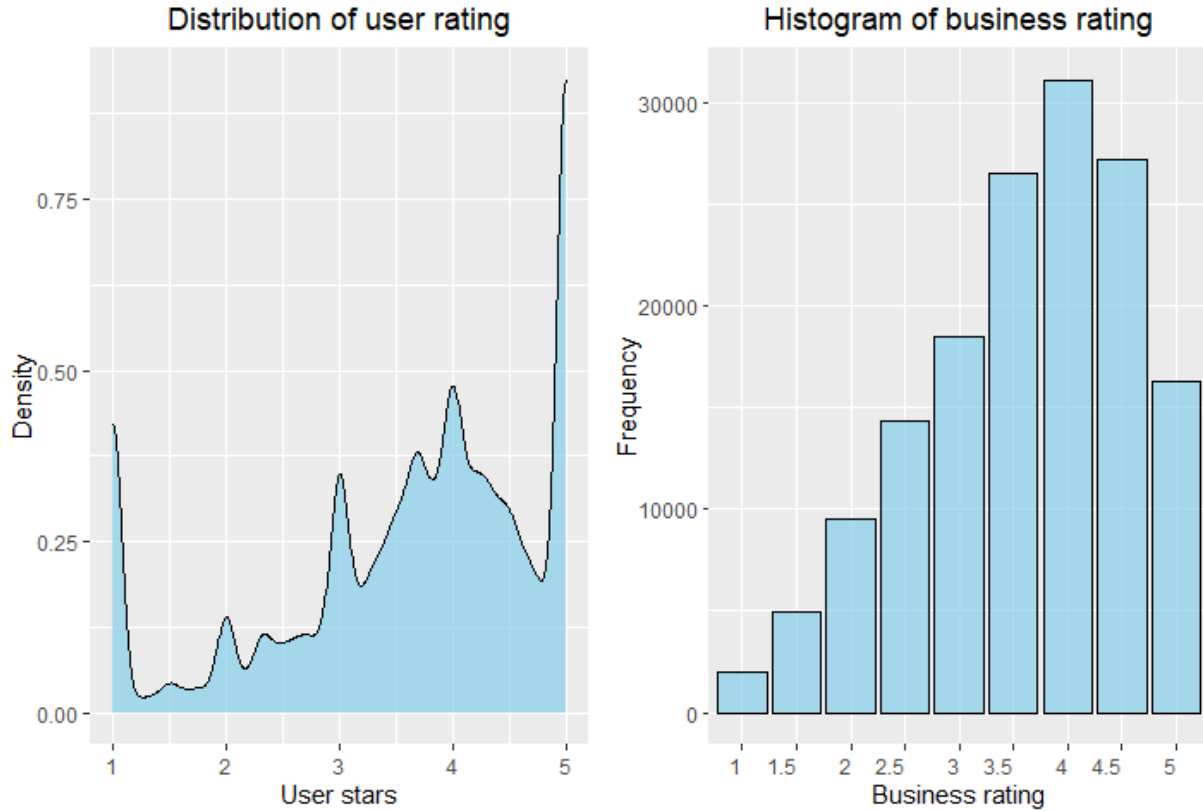 Distribution of user rating
Density
0.75
0.50
0.25
0.00
1 2 3 4 5
User stars
Histogram of business rating
Frequency
30000
20000
10000
0
1 1.5 2 2.5 3 3.5 4 4.5 5
Business rating